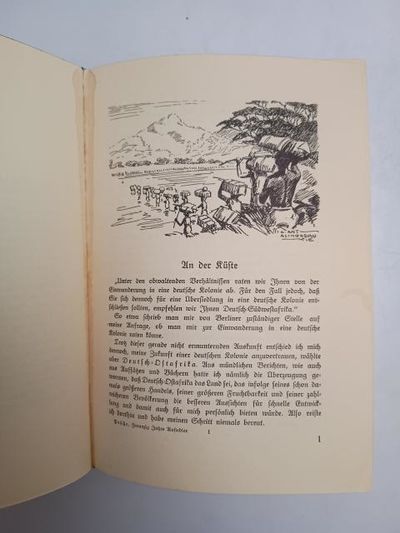 An der Küste
„Unter den obwaltenden Verhältnissen raten wir Ihnen von der
Einwanderung in eine deutsche Kolonie ab. Für den Fall jedoch, daß
Sie sich dennoch für eine Übersiedlung in eine deutsche Kolonie ent-
schließen sollten, empfehlen wir Ihnen Deutsch-Südwestafrika.“
So etwa schrieb man mir von Berliner zuständiger Stelle auf
meine Anfrage, ob man mir zur Einwanderung in eine deutsche
Kolonie raten könne.
Trotz dieser gerade nicht ermunternden Auskunft entschied ich mich
dennoch, meine Zukunft einer deutschen Kolonie anzuvertrauen, wählte
aber Deutsch-Ostafrika. Aus mündlichen Berichten, wie auch
aus Aufsätzen und Büchern hatte ich nämlich die Überzeugung ge-
wonnen, daß Deutsch-Ostafrika das Land sei, das infolge seines schon da-
mals größeren Handels, seiner größeren Fruchtbarkeit und seiner zahl-
reicheren Bevölkerung die besseren Aussichten für schnelle Entwick-
lung und damit auch für mich persönlich bieten würde. Also reiste
ich dorthin und habe meinen Schritt niemals bereut.
Prüße, Zwanzig Jahre Ansiedler
1
1